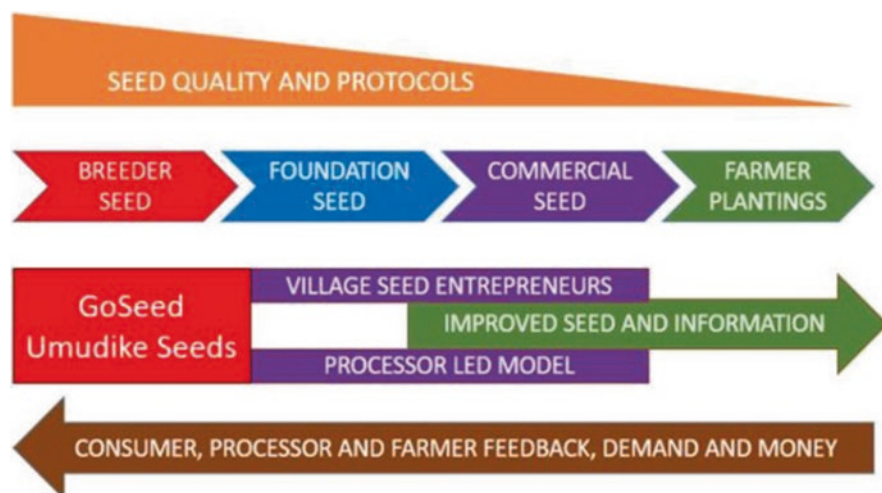 SEED QUALITY AND PROTOCOLS
BREEDER
SEED
FOUNDATION
SEED
COMMERCIAL
SEED
FARMER
PLANTINGS
GoSeed
Umudike Seeds
VILLAGE SEED ENTREPRENEURS
IMPROVED SEED AND INFORMATION
PROCESSOR LED MODEL
CONSUMER, PROCESSOR AND FARMER FEEDBACK, DEMAND AND MONEY